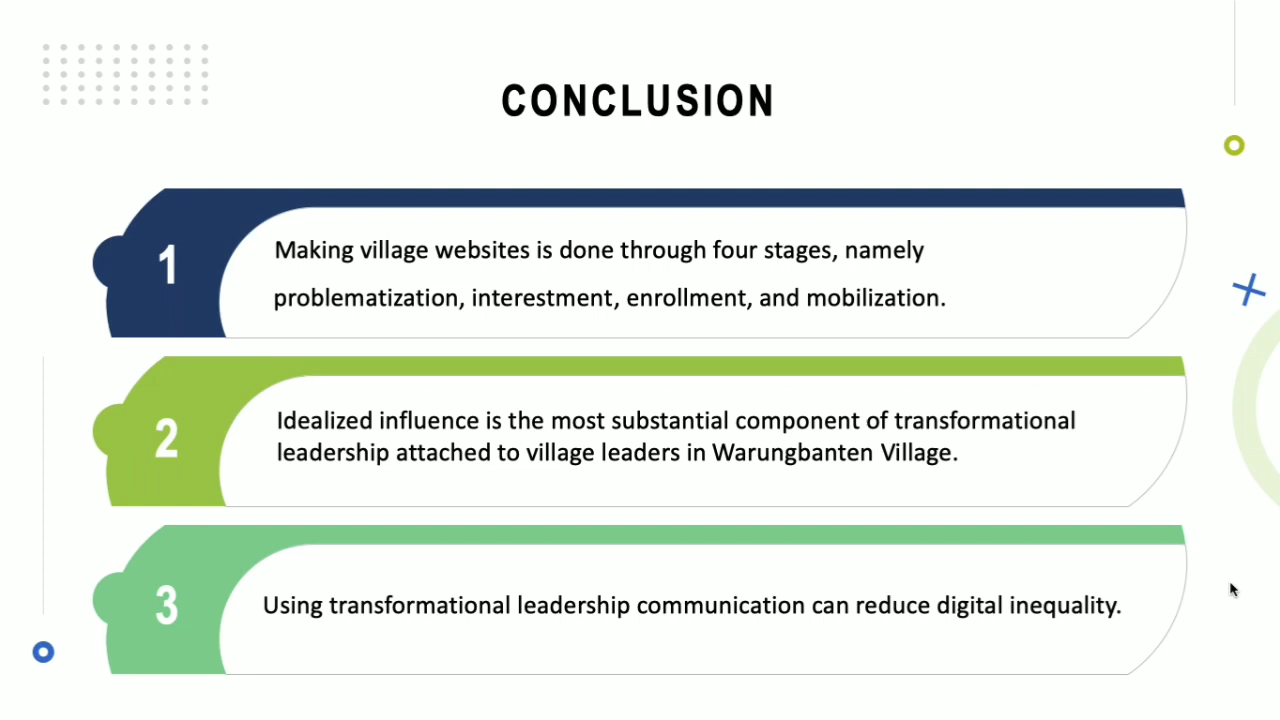 CONCLUSION
1
Making village websites is done through four stages, namely
problematization, interestment, enrollment, and mobilization.
2
Idealized influence is the most substantial component of transformational
leadership attached to village leaders in Warungbanten Village.
3
Using transformational leadership communication can reduce digital inequality.